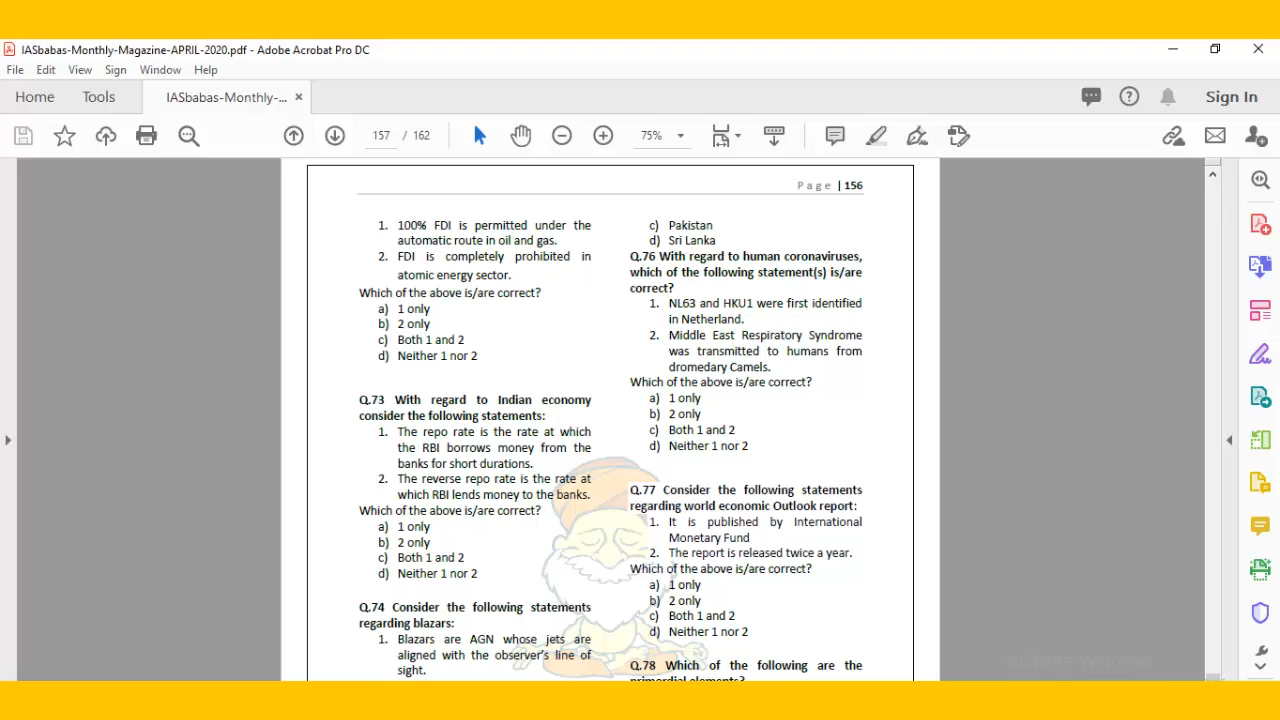 IASbabas-Monthly-Magazine-APRIL-2020.pdf - Adobe Acrobat Pro DC
File Edit View Sign Window Help
Home Tools IASbabas-Monthly-... Sign In
157 / 162 75%
Page | 156
1. 100% FDI is permitted under the
automatic route in oil and gas.
2. FDI is completely prohibited in
atomic energy sector.
Which of the above is/are correct?
a) 1 only
b) 2 only
c) Both 1 and 2
d) Neither 1 nor 2
Q.73 With regard to Indian economy
consider the following statements:
1. The repo rate is the rate at which
the RBI borrows money from the
banks for short durations.
2. The reverse repo rate is the rate at
which RBI lends money to the banks.
Which of the above is/are correct?
a) 1 only
b) 2 only
c) Both 1 and 2
d) Neither 1 nor 2
Q.74 Consider the following statements
regarding blazars:
1. Blazars are AGN whose jets are
aligned with the observer's line of
sight.
c) Pakistan
d) Sri Lanka
Q.76 With regard to human coronaviruses,
which of the following statement(s) is/are
correct?
1. NL63 and HKU1 were first identified
in Netherland.
2. Middle East Respiratory Syndrome
was transmitted to humans from
dromedary Camels.
Which of the above is/are correct?
a) 1 only
b) 2 only
c) Both 1 and 2
d) Neither 1 nor 2
Q.77 Consider the following statements
regarding world economic Outlook report:
1. It is published by International
Monetary Fund
2. The report is released twice a year.
Which of the above is/are correct?
a) 1 only
b) 2 only
c) Both 1 and 2
d) Neither 1 nor 2
Q.78 Which of the following are the
primordial elements?